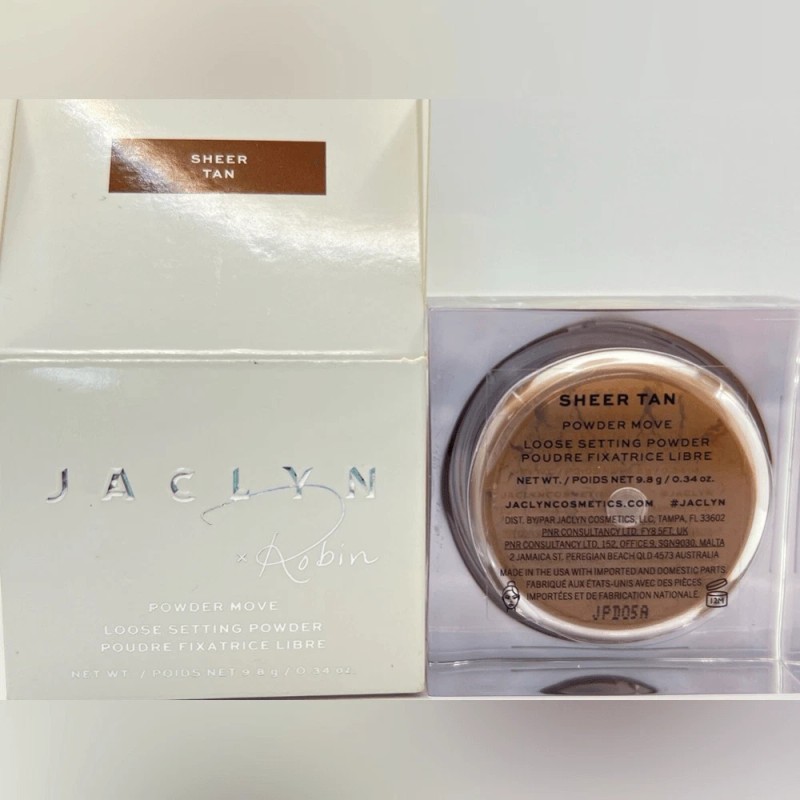 SHEER
TAN
JACLYN
× Robin
POWDER MOVE
LOOSE SETTING POWDER
POUDRE FIXATRICE LIBRE
NET WT. / POIDS NET 9.8 g / 0.34 oz.
SHEER TAN
POWDER MOVE
LOOSE SETTING POWDER
POUDRE FIXATRICE LIBRE
NET WT. / POIDS NET 9.8 g / 0.34 oz.
JACLYNCOSMETICS.COM #JACLYN
DIST. BY/PAR JACLYN COSMETICS, LLC, TAMPA, FL 33602
PNR CONSULTANCY LTD, FY8 5FT, UK
PNR CONSULTANCY LTD, 152, OFFICE 9, SGN9030, MALTA
2 JAMAICA ST. PEREGIAN BEACH QLD 4573 AUSTRALIA
MADE IN THE USA WITH IMPORTED AND DOMESTIC PARTS.
FABRIQUÉ AUX ÉTATS-UNIS AVEC DES PIÈCES
IMPORTÉES ET DE FABRICATION NATIONALE.
12M
JPD05A